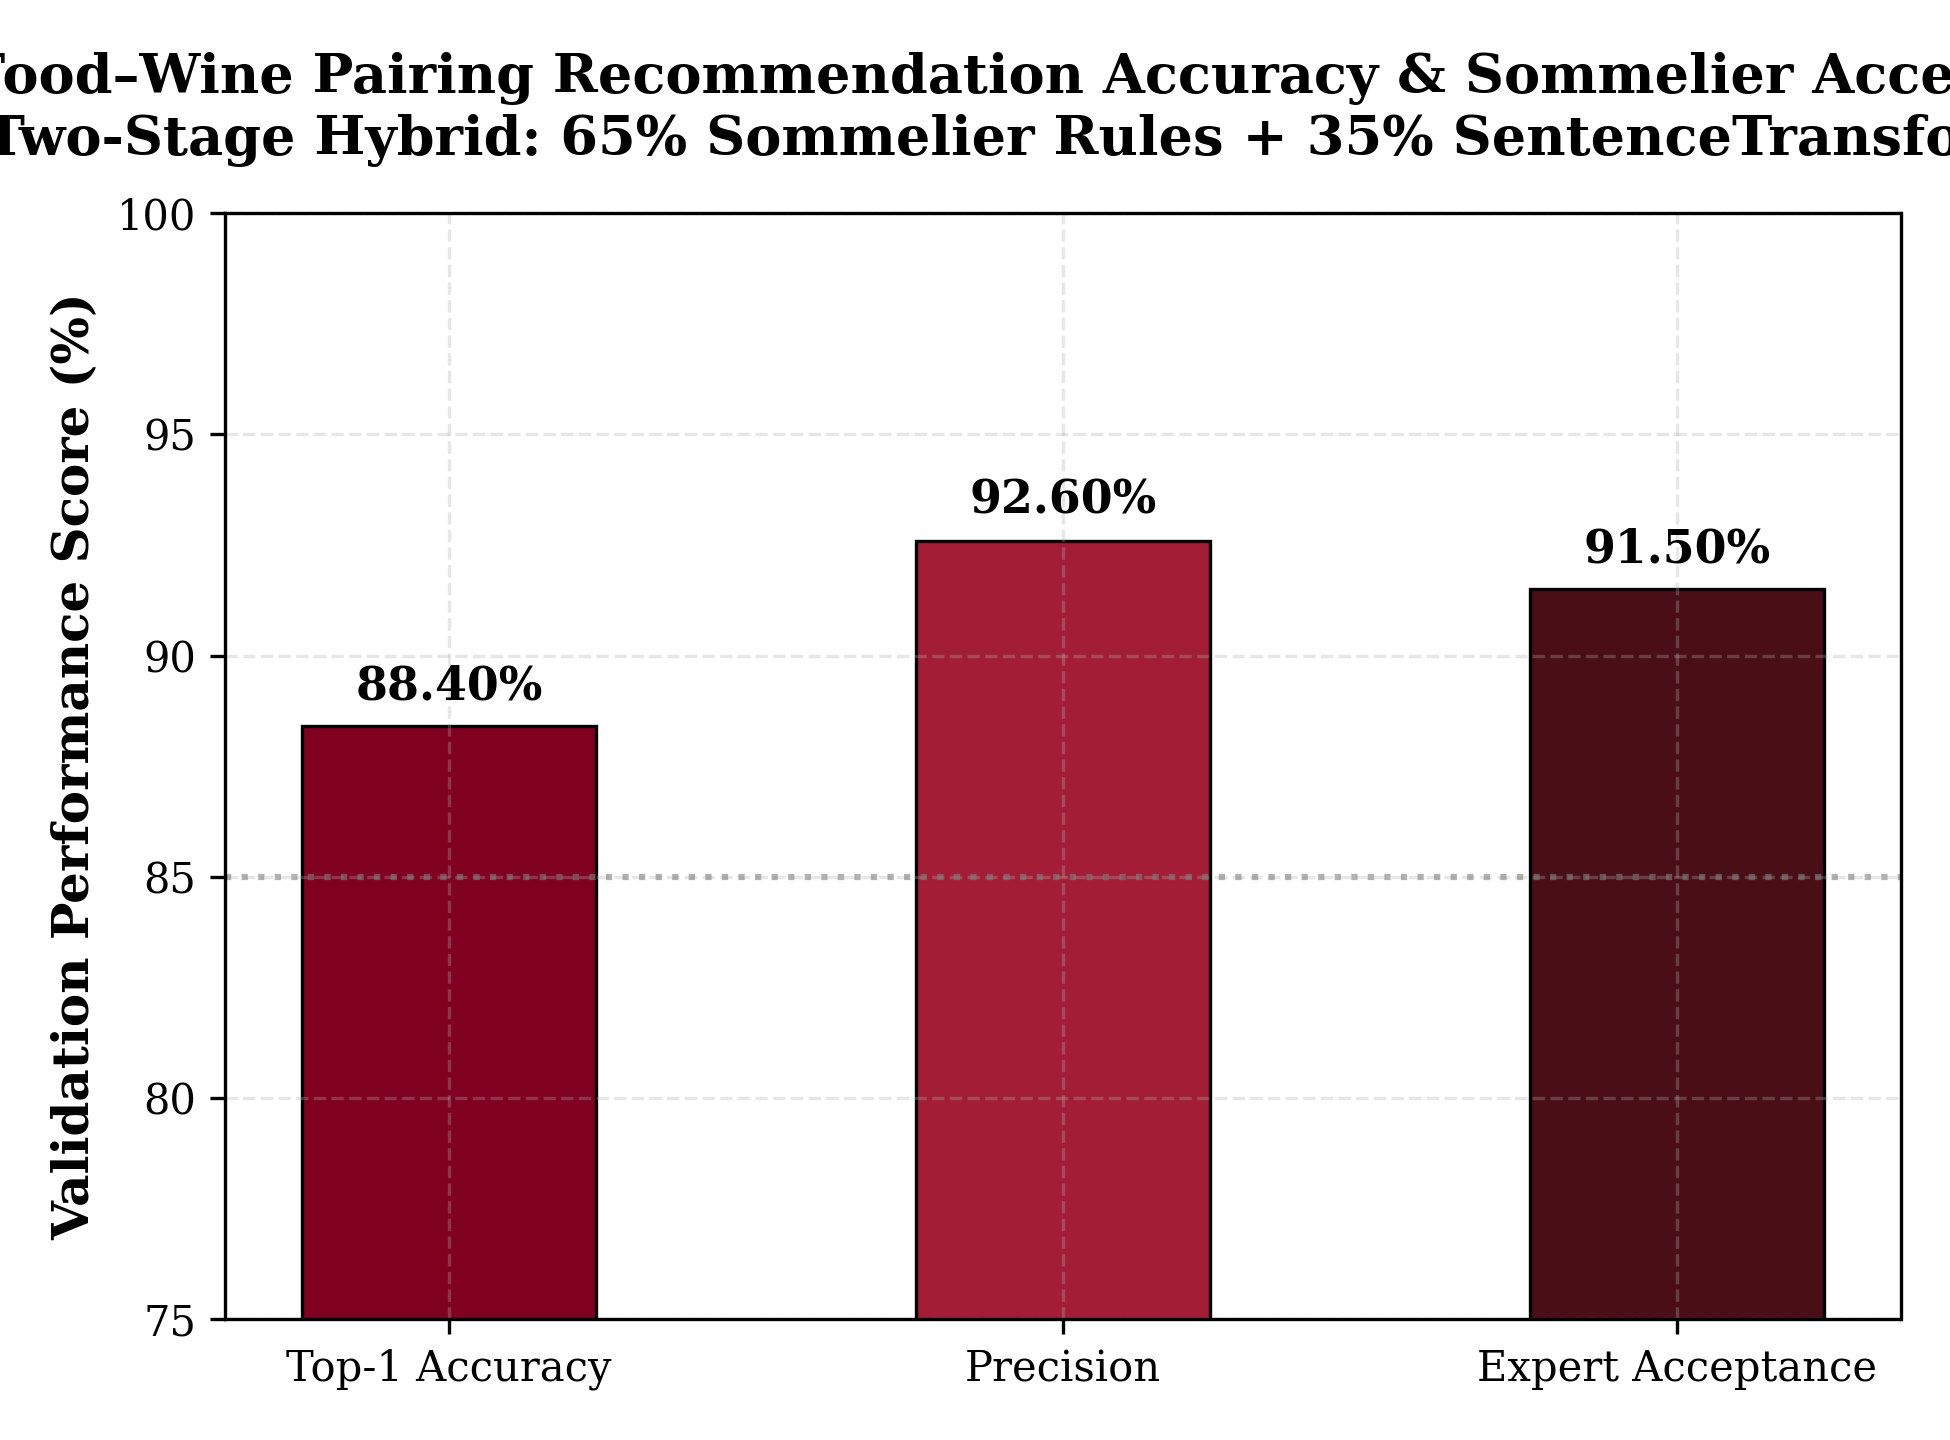 ood–Wine Pairing Recommendation Accuracy & Sommelier Acce
Two-Stage Hybrid: 65% Sommelier Rules + 35% SentenceTransfo
Validation Performance Score (%)
100
95
90
85
80
75
88.40%
92.60%
91.50%
Top-1 Accuracy
Precision
Expert Acceptance